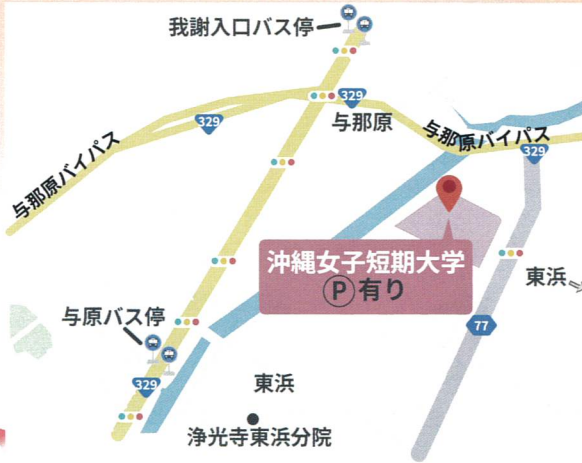 我謝入口バス停
329
329
与那原
与那原バイパス
与那原バイパス
329
沖縄女子短期大学
Ⓟ有り
東浜
77
与原バス停
329
東浜
浄光寺東浜分院